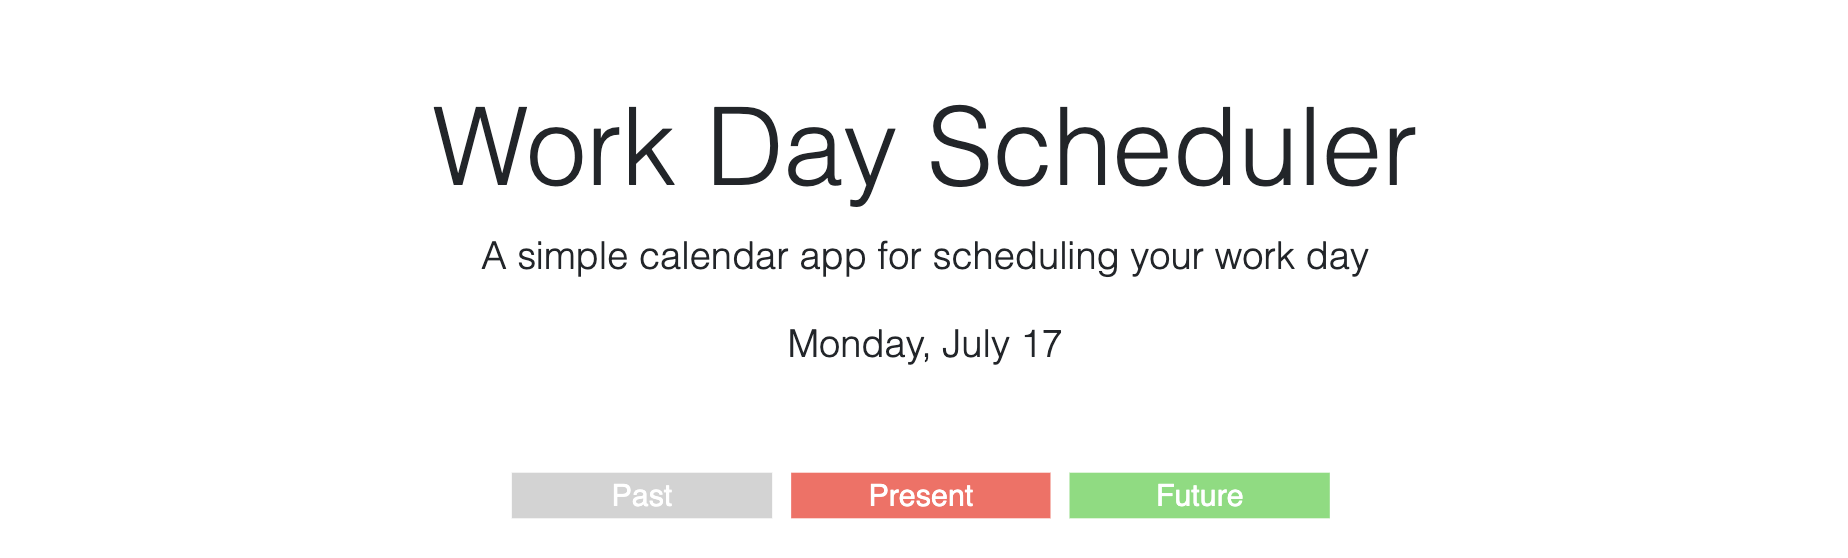 Work Day Scheduler
A simple calendar app for scheduling your work day
Monday, July 17
Past Present Future